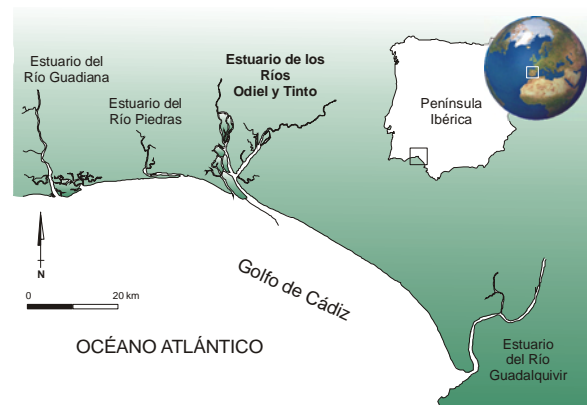 Estuario del
Río Guadiana
Estuario del
Río Piedras
Estuario de los
Ríos
Odiel y Tinto
Península
Ibérica
N
0
20 km
Golfo de Cádiz
OCÉANO ATLÁNTICO
Estuario
del Río
Guadalquivir